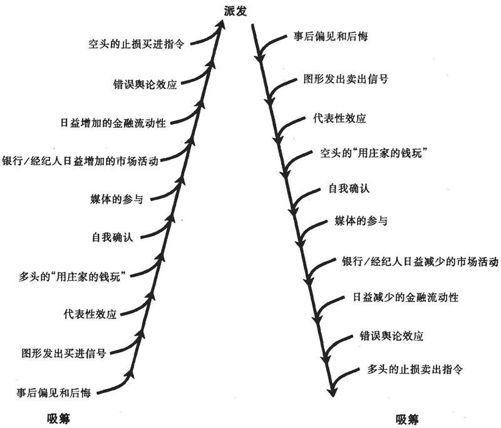 派发
空头的止损买进指令
错误舆论效应
日益增加的金融流动性
银行/经纪人日益增加的市场活动
媒体的参与
自我确认
多头的“用庄家的钱玩”
代表性效应
图形发出买进信号
事后偏见和后悔
吸筹
事后偏见和后悔
图形发出卖出信号
代表性效应
空头的“用庄家的钱玩”
自我确认
媒体的参与
银行/经纪人日益减少的市场活动
日益减少的金融流动性
错误舆论效应
多头的止损卖出指令
吸筹